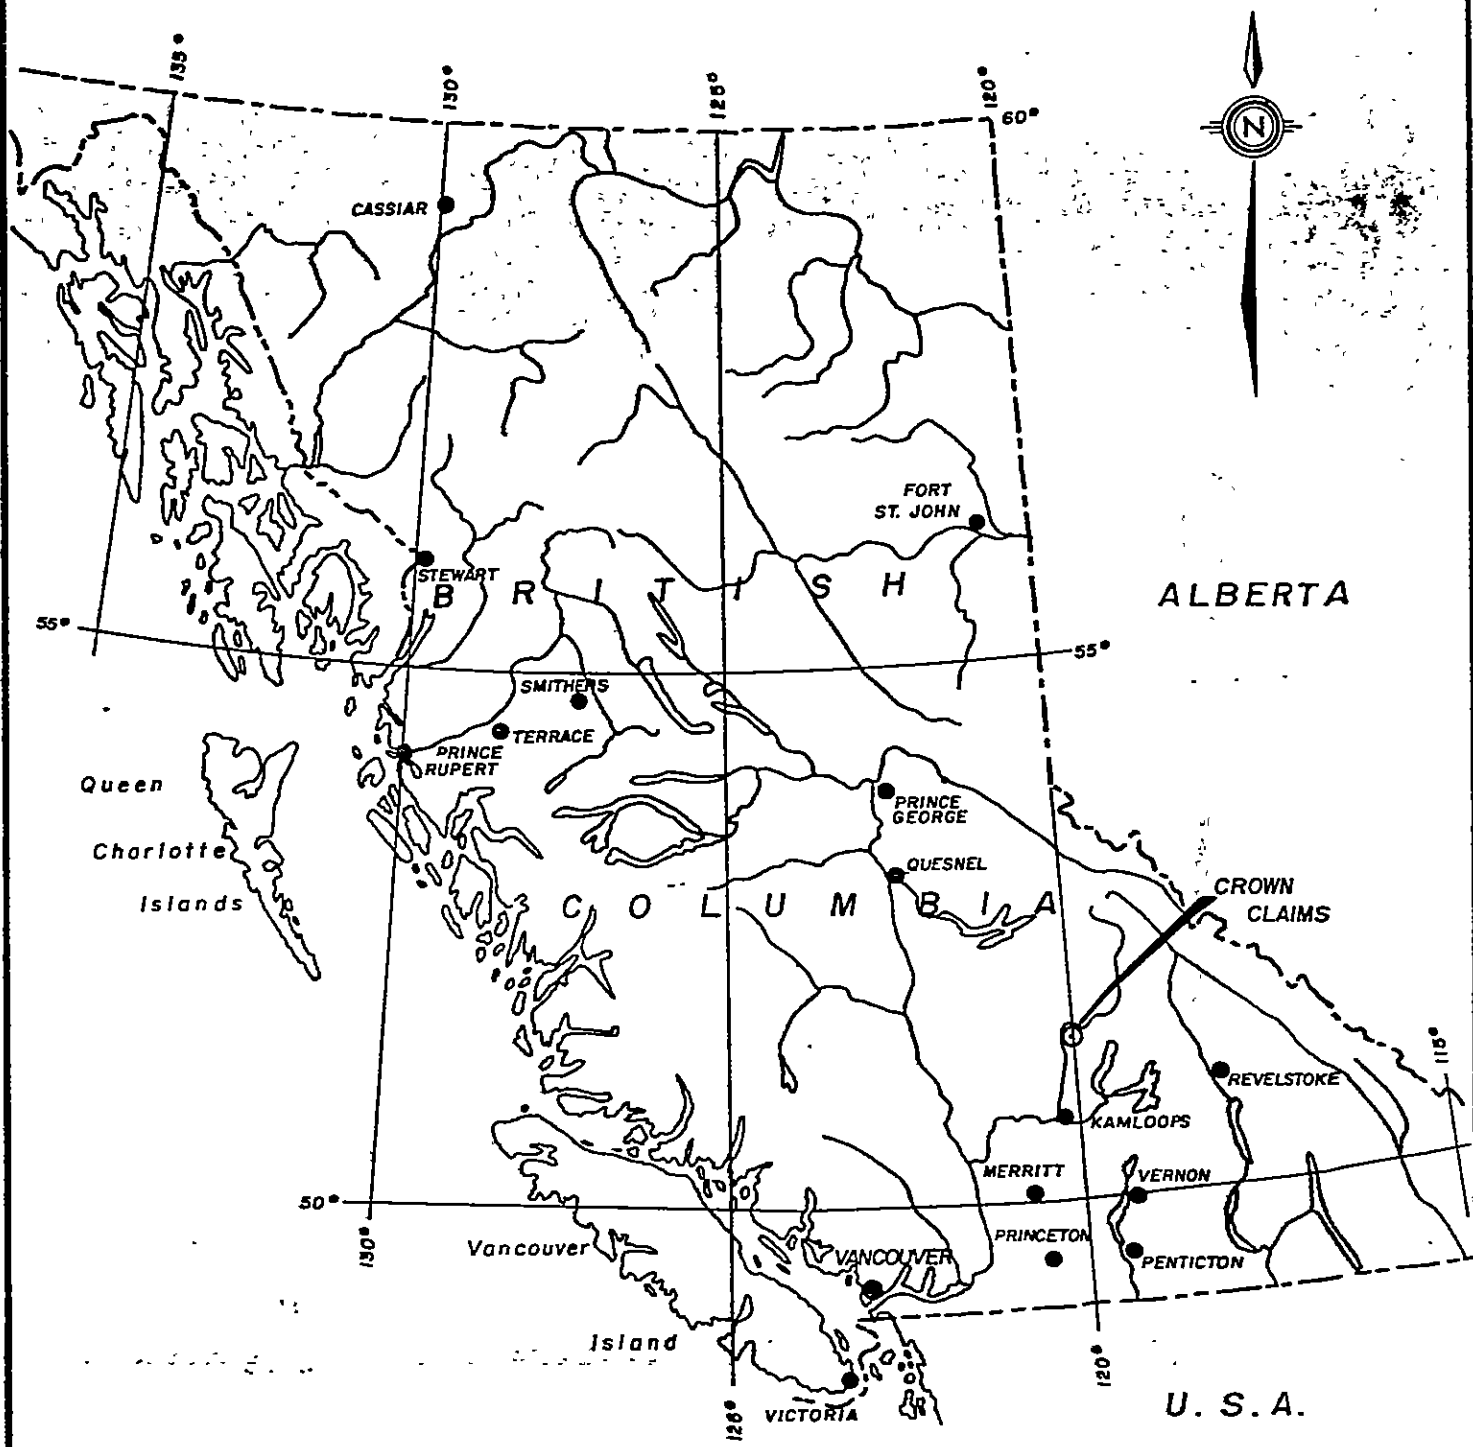 135°
130°
125°
120°
60°
N
CASSIAR
FORT
ST. JOHN
STEWART
BRITISH
ALBERTA
55°
55°
SMITHERS
TERRACE
PRINCE
RUPERT
Queen
Charlotte
Islands
PRINCE
GEORGE
QUESNEL
COLUMBIA
CROWN
CLAIMS
115°
REVELSTOKE
KAMLOOPS
MERRITT
VERNON
50°
130°
Vancouver
VANCOUVER
PRINCETON
PENTICTON
Island
120°
125°
VICTORIA
U.S.A.